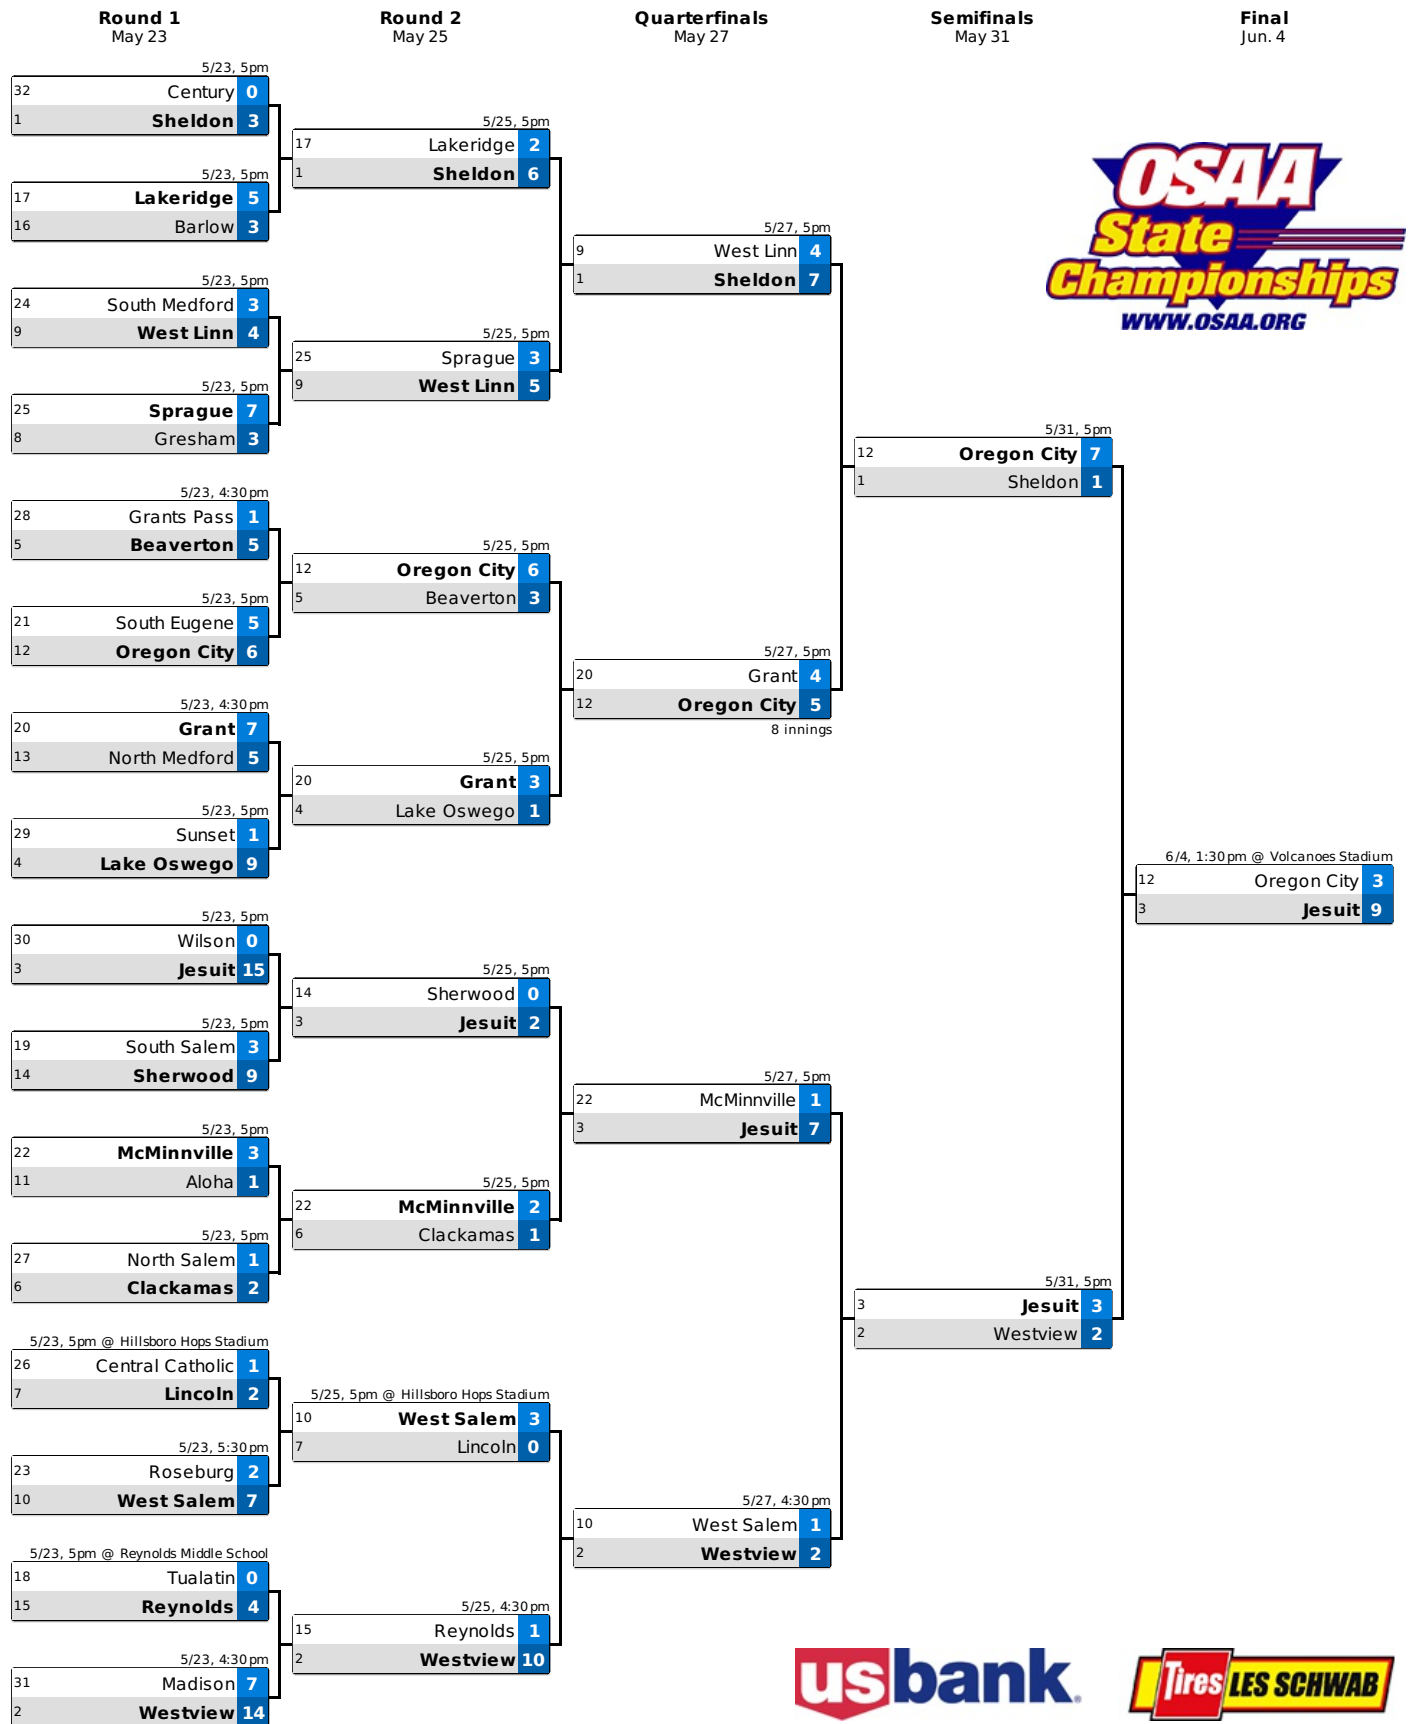 Round 1
May 23
Round 2
May 25
Quarterfinals
May 27
Semifinals
May 31
Final
Jun. 4
5/23, 5pm
32 Century 0
1 Sheldon 3
5/23, 5pm
17 Lakeridge 5
16 Barlow 3
5/23, 5pm
24 South Medford 3
9 West Linn 4
5/23, 5pm
25 Sprague 7
8 Gresham 3
5/23, 4:30pm
28 Grants Pass 1
5 Beaverton 5
5/23, 5pm
21 South Eugene 5
12 Oregon City 6
5/23, 4:30pm
20 Grant 7
13 North Medford 5
5/23, 5pm
29 Sunset 1
4 Lake Oswego 9
5/23, 5pm
30 Wilson 0
3 Jesuit 15
5/23, 5pm
19 South Salem 3
14 Sherwood 9
5/23, 5pm
22 McMinnville 3
11 Aloha 1
5/23, 5pm
27 North Salem 1
6 Clackamas 2
5/23, 5pm @ Hillsboro Hops Stadium
26 Central Catholic 1
7 Lincoln 2
5/23, 5:30pm
23 Roseburg 2
10 West Salem 7
5/23, 5pm @ Reynolds Middle School
18 Tualatin 0
15 Reynolds 4
5/23, 4:30pm
31 Madison 7
2 Westview 14
5/25, 5pm
17 Lakeridge 2
1 Sheldon 6
5/25, 5pm
25 Sprague 3
9 West Linn 5
5/25, 5pm
12 Oregon City 6
5 Beaverton 3
5/25, 5pm
20 Grant 3
4 Lake Oswego 1
5/25, 5pm
14 Sherwood 0
3 Jesuit 2
5/25, 5pm
22 McMinnville 2
6 Clackamas 1
5/25, 5pm @ Hillsboro Hops Stadium
10 West Salem 3
7 Lincoln 0
5/25, 4:30pm
15 Reynolds 1
2 Westview 10
5/27, 5pm
9 West Linn 4
1 Sheldon 7
5/27, 5pm
20 Grant 4
12 Oregon City 5
8 innings
5/27, 5pm
22 McMinnville 1
3 Jesuit 7
5/27, 4:30pm
10 West Salem 1
2 Westview 2
5/31, 5pm
12 Oregon City 7
1 Sheldon 1
5/31, 5pm
3 Jesuit 3
2 Westview 2
6/4, 1:30pm @ Volcanoes Stadium
12 Oregon City 3
3 Jesuit 9
OSAA
State
Championships
WWW.OSAA.ORG
usbank.
Tires LES SCHWAB